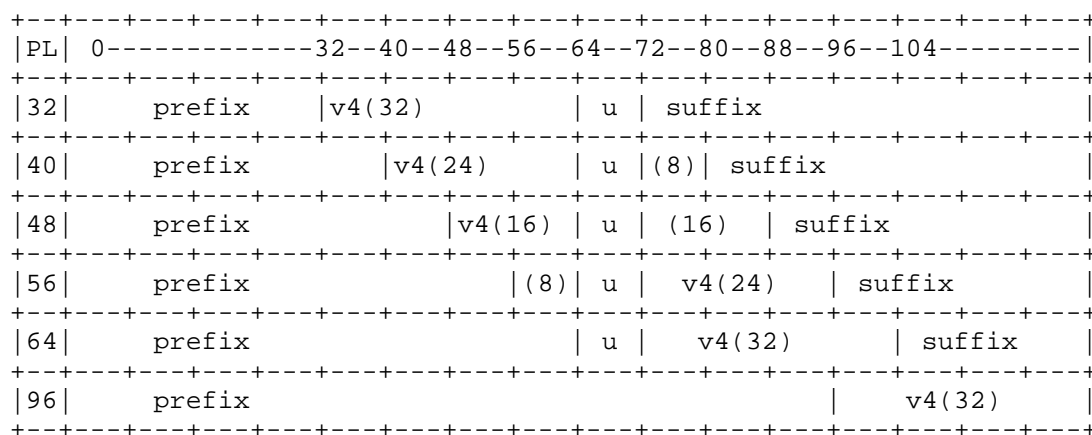 +--+---+---+---+---+---+---+---+---+---+---+---+---+---+---+---+---+
|PL| 0-------------32--40--48--56--64--72--80--88--96--104---------|
+--+---+---+---+---+---+---+---+---+---+---+---+---+---+---+---+---+
|32|     prefix    |v4(32)         | u | suffix                    |
+--+---+---+---+---+---+---+---+---+---+---+---+---+---+---+---+---+
|40|     prefix        |v4(24)     | u |(8)| suffix                |
+--+---+---+---+---+---+---+---+---+---+---+---+---+---+---+---+---+
|48|     prefix            |v4(16) | u | (16)  | suffix            |
+--+---+---+---+---+---+---+---+---+---+---+---+---+---+---+---+---+
|56|     prefix                |(8)| u |  v4(24)   | suffix        |
+--+---+---+---+---+---+---+---+---+---+---+---+---+---+---+---+---+
|64|     prefix                    | u |   v4(32)      | suffix    |
+--+---+---+---+---+---+---+---+---+---+---+---+---+---+---+---+---+
|96|     prefix                                    |    v4(32)     |
+--+---+---+---+---+---+---+---+---+---+---+---+---+---+---+---+---+